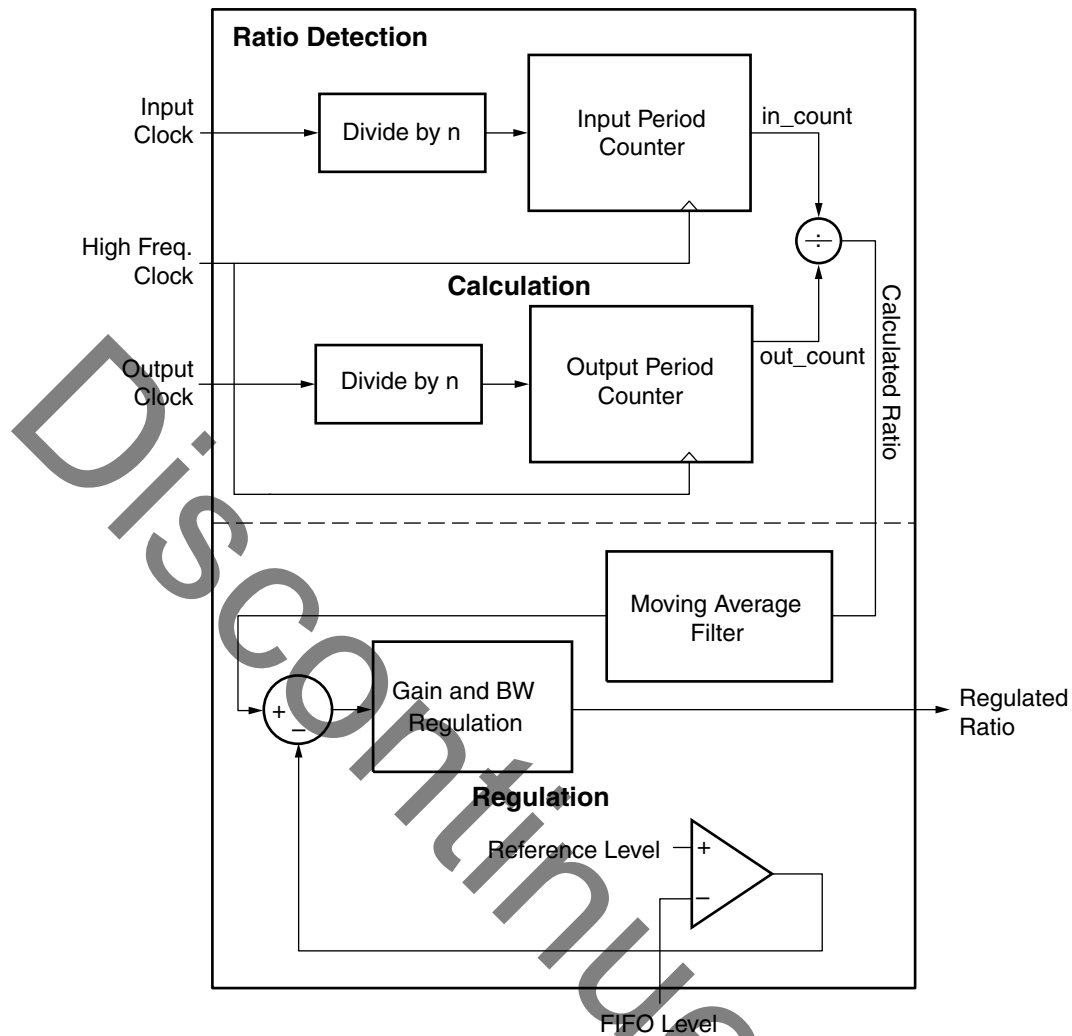 Ratio Detection
Input
Clock
Divide by n
Input Period
Counter
in_count
High Freq.
Clock
÷
Calculation
Calculated Ratio
Output
Clock
Divide by n
Output Period
Counter
out_count
Moving Average
Filter
+
−
Gain and BW
Regulation
Regulated
Ratio
Regulation
Reference Level
+
−
FIFO Level
Discontinue